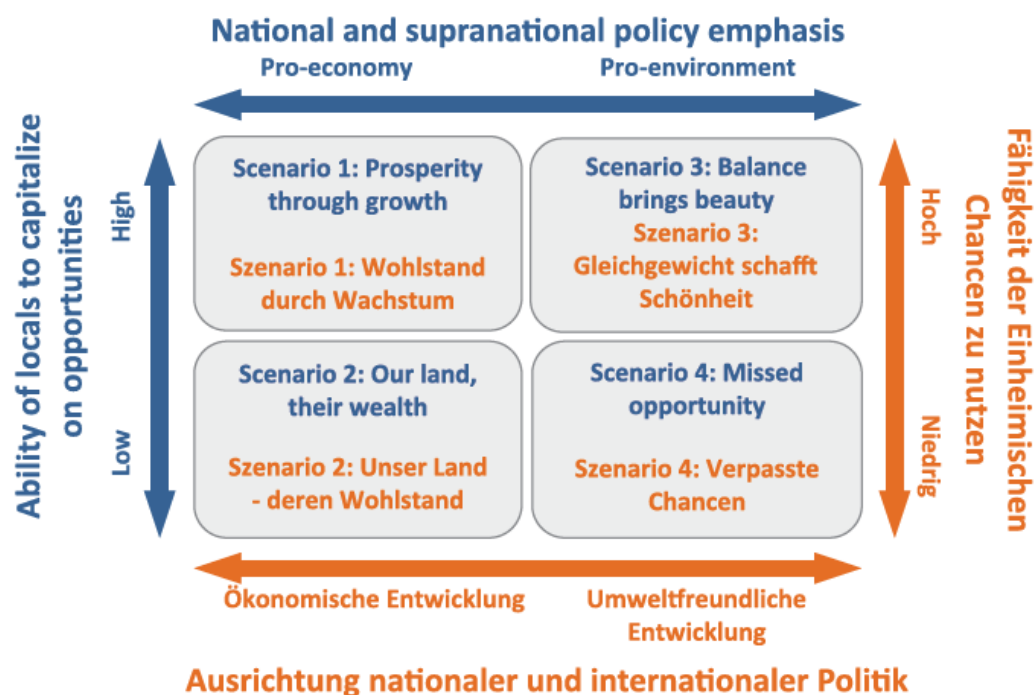 National and supranational policy emphasis
Pro-economy
Pro-environment
Ability of locals to capitalize
on opportunities
High
Low
Scenario 1: Prosperity
through growth
Szenario 1: Wohlstand
durch Wachstum
Scenario 3: Balance
brings beauty
Szenario 3:
Gleichgewicht schafft
Schönheit
Scenario 2: Our land,
their wealth
Szenario 2: Unser Land
- deren Wohlstand
Scenario 4: Missed
opportunity
Szenario 4: Verpasste
Chancen
Hoch
Niedrig
Fähigkeit der Einheimischen
Chancen zu nutzen
Ökonomische Entwicklung
Umweltfreundliche
Entwicklung
Ausrichtung nationaler und internationaler Politik